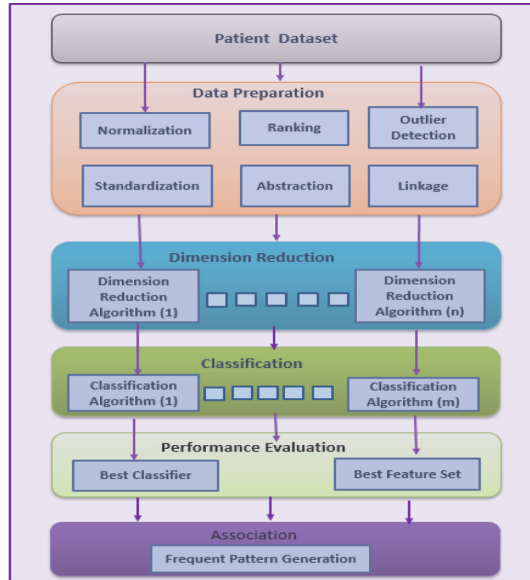 Patient Dataset
Data Preparation
Normalization
Ranking
Outlier
Detection
Standardization
Abstraction
Linkage
Dimension Reduction
Dimension
Reduction
Algorithm (1)
Dimension
Reduction
Algorithm (n)
Classification
Classification
Algorithm (1)
Classification
Algorithm (m)
Performance Evaluation
Best Classifier
Best Feature Set
Association
Frequent Pattern Generation